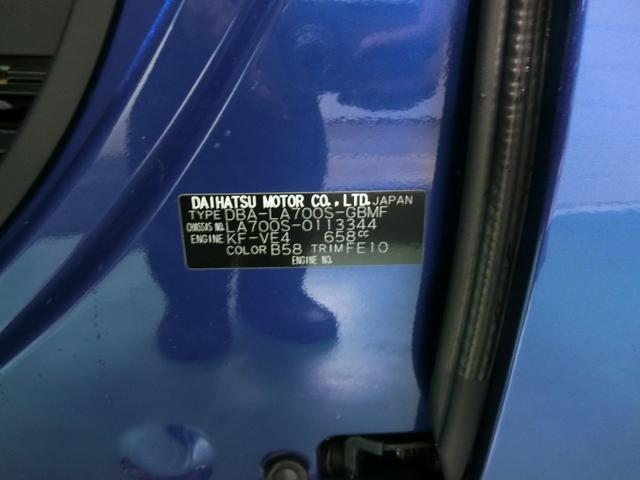 DAIHATSU MOTOR CO., LTD. JAPAN
TYPE DBA-LA700S-GBMF
CHASSIS NO. LA700S-0113344
ENGINE KF-VE4 658cc
COLOR B58 TRIM FE10
ENGINE NO.